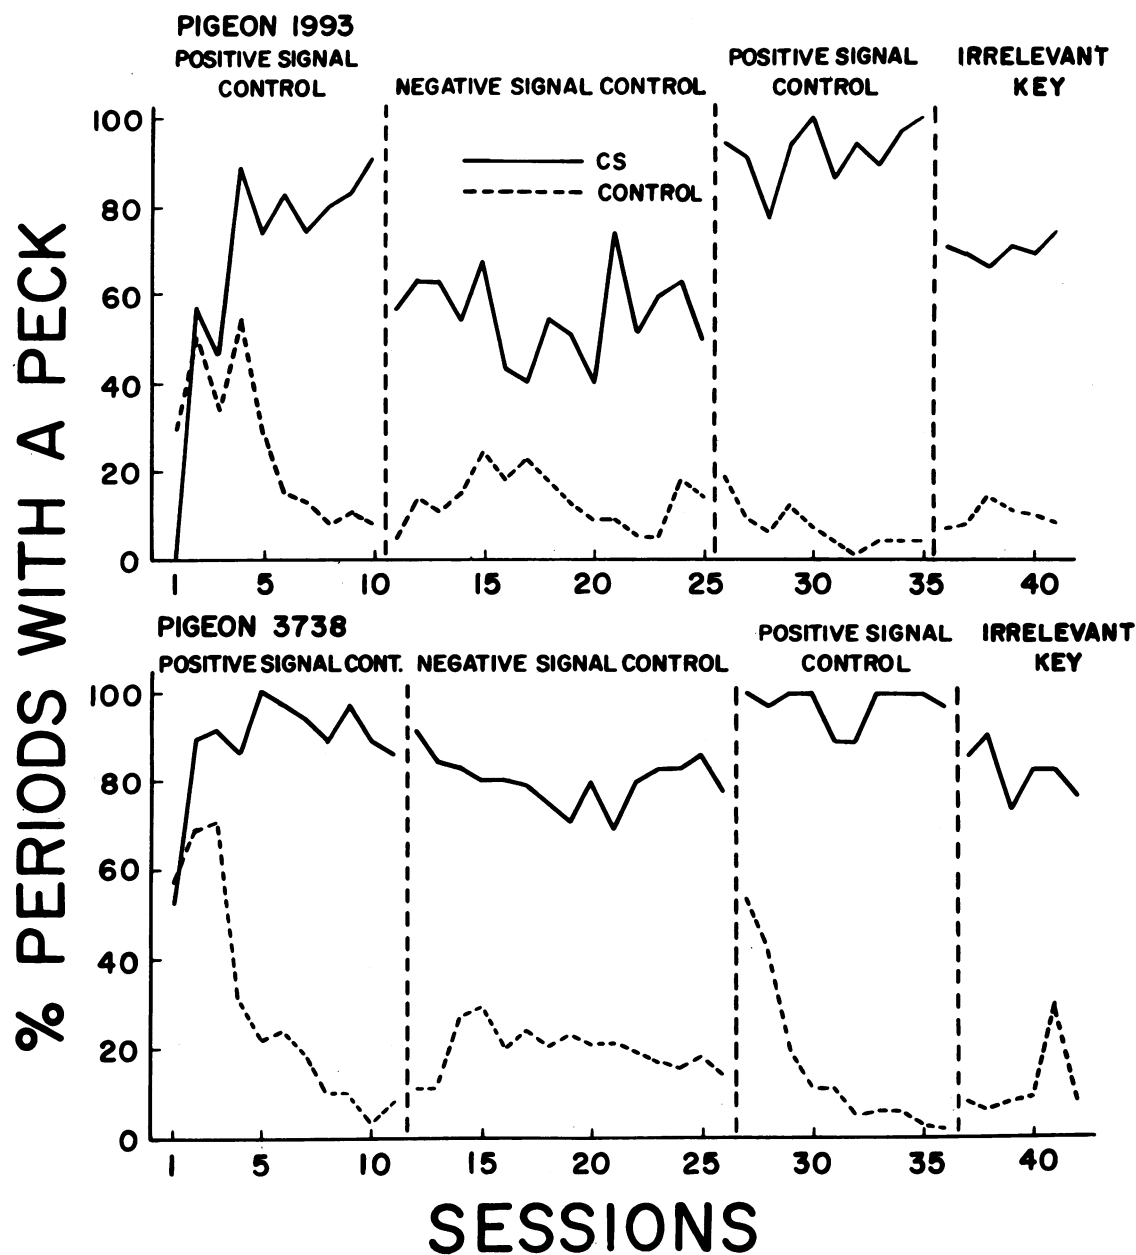 PIGEON 1993
POSITIVE SIGNAL CONTROL
NEGATIVE SIGNAL CONTROL
POSITIVE SIGNAL CONTROL
IRRELEVANT KEY
CS
CONTROL
100
80
60
40
20
0
1 5 10 15 20 25 30 35 40
% PERIODS WITH A PECK
PIGEON 3738
POSITIVE SIGNAL CONT.
NEGATIVE SIGNAL CONTROL
POSITIVE SIGNAL CONTROL
IRRELEVANT KEY
100
80
60
40
20
0
1 5 10 15 20 25 30 35 40
SESSIONS